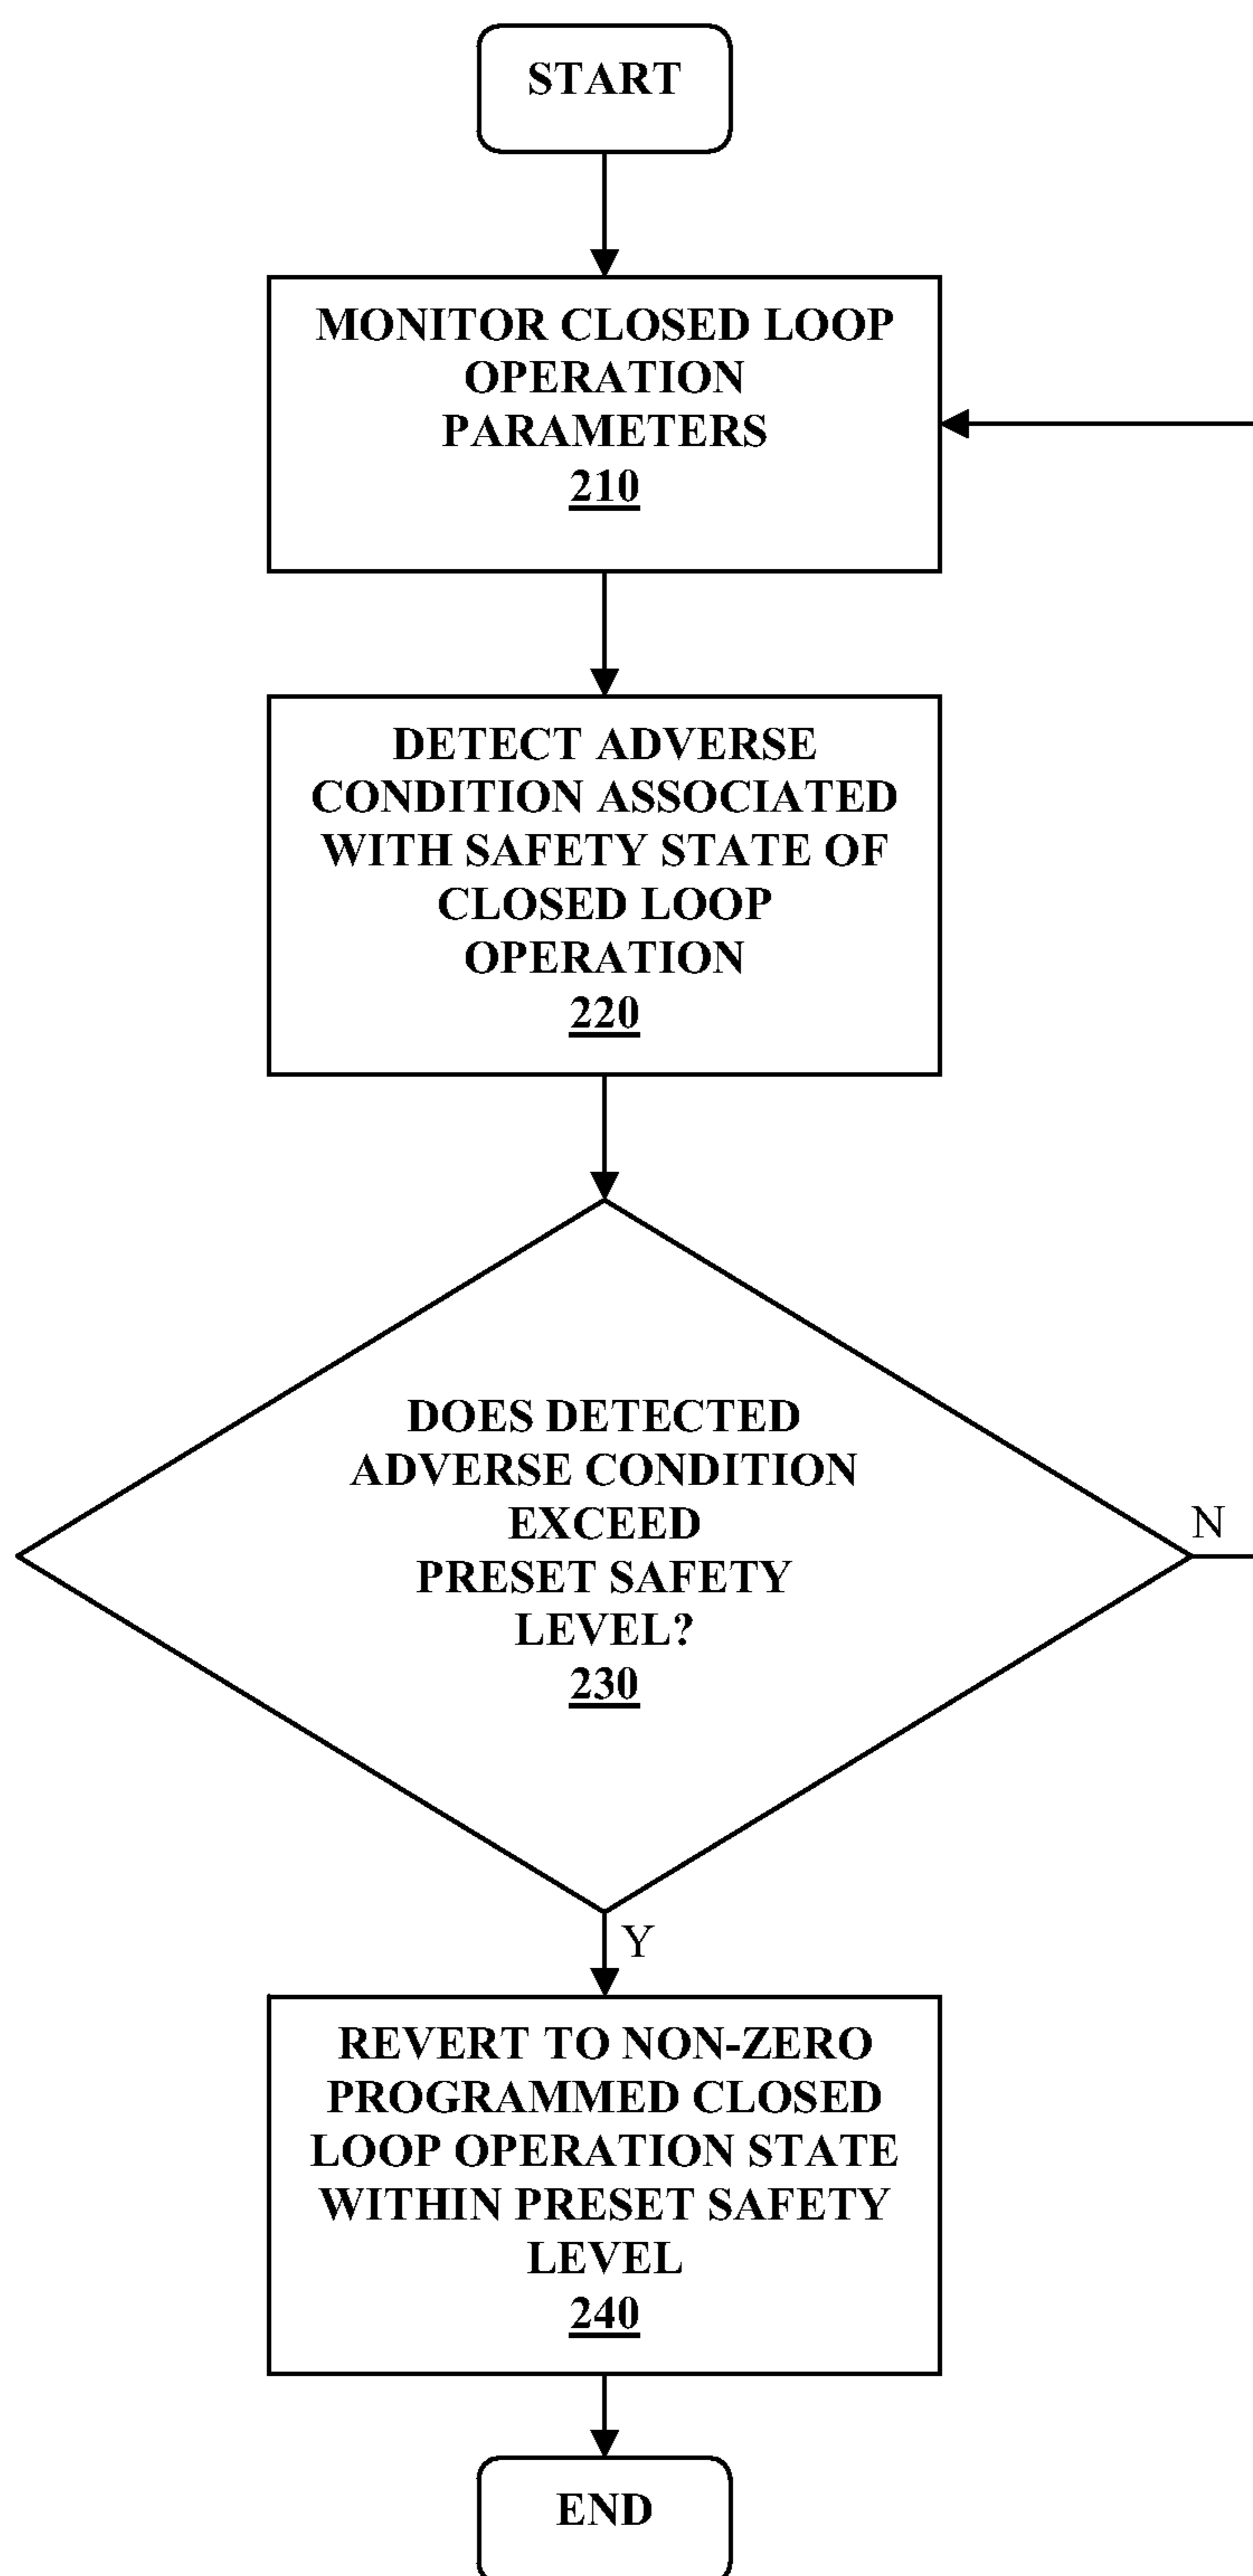 START
MONITOR CLOSED LOOP
OPERATION
PARAMETERS
210
DETECT ADVERSE
CONDITION ASSOCIATED
WITH SAFETY STATE OF
CLOSED LOOP
OPERATION
220
DOES DETECTED
ADVERSE CONDITION
EXCEED
PRESET SAFETY
LEVEL?
230
N
Y
REVERT TO NON-ZERO
PROGRAMMED CLOSED
LOOP OPERATION STATE
WITHIN PRESET SAFETY
LEVEL
240
END